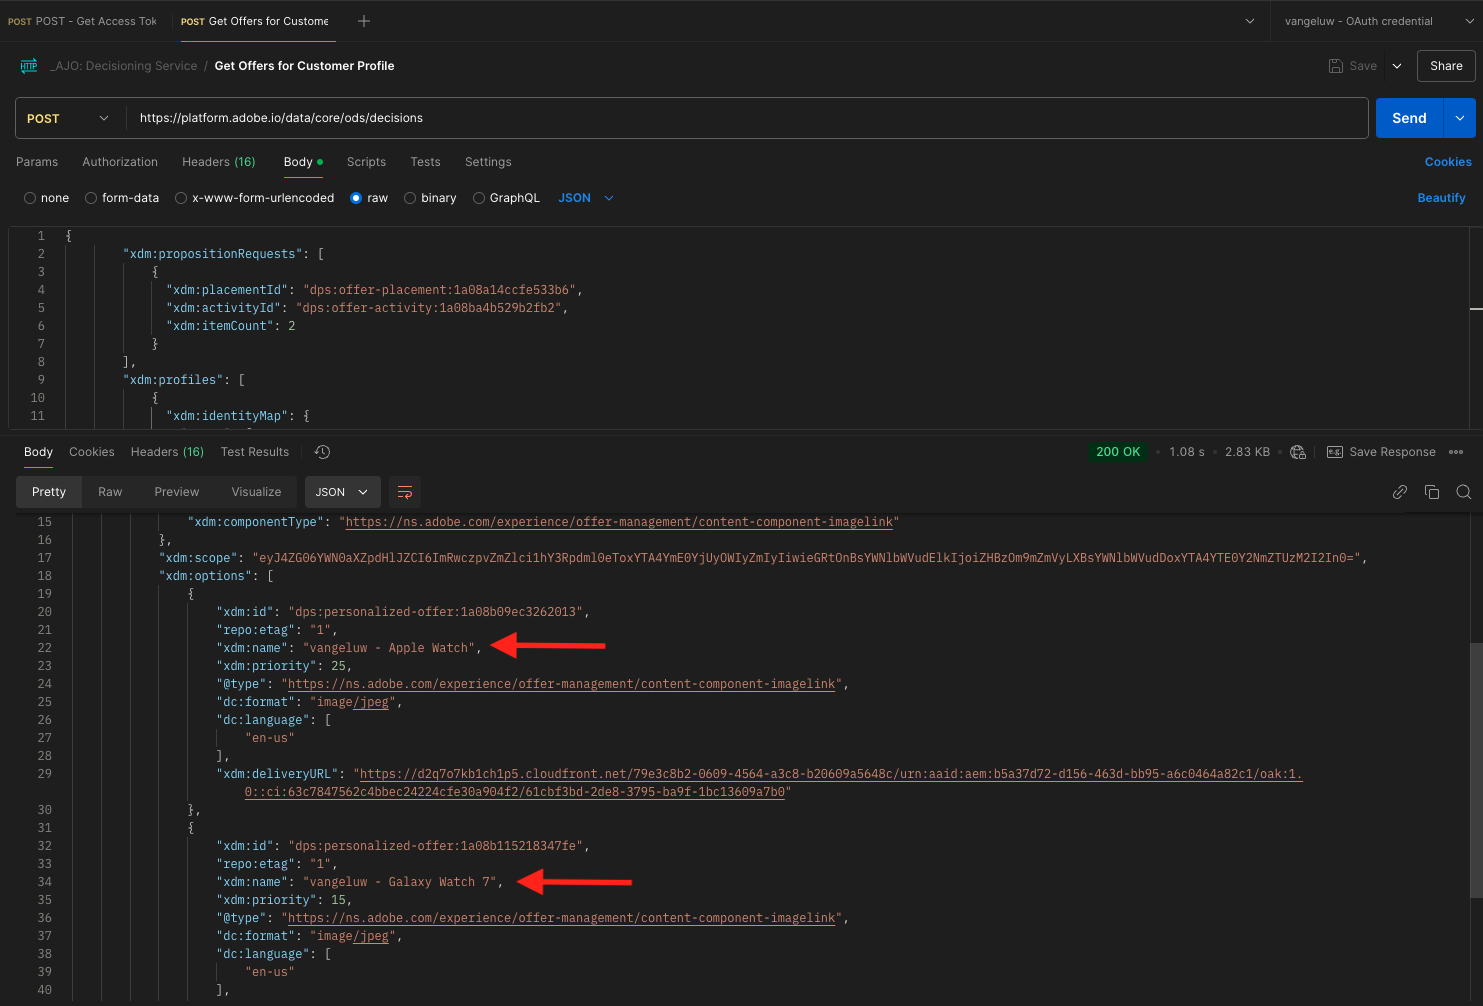 POST POST - Get Access Tok
POST Get Offers for Custome
vangeluw - OAuth credential
HTTP _AJO: Decisioning Service / Get Offers for Customer Profile
Save
Share
POST https://platform.adobe.io/data/core/ods/decisions
Send
Params Authorization Headers (16) Body Scripts Tests Settings Cookies
none form-data x-www-form-urlencoded raw binary GraphQL JSON Beautify
1 {
2 "xdm:propositionRequests": [
3 {
4 "xdm:placementId": "dps:offer-placement:1a08a14ccfe533b6",
5 "xdm:activityId": "dps:offer-activity:1a08ba4b529b2fb2",
6 "xdm:itemCount": 2
7 }
8 ],
9 "xdm:profiles": [
10 {
11 "xdm:identityMap": {
Body Cookies Headers (16) Test Results 200 OK 1.08 s 2.83 KB e.g. Save Response
Pretty Raw Preview Visualize JSON
15 "xdm:componentType": "https://ns.adobe.com/experience/offer-management/content-component-imagelink"
16 },
17 "xdm:scope": "eyJ4ZG06YWN0aXZpdHlJZCI6ImRwczpvZmZlci1hY3Rpdml0eToxYTA4YmE0YjUyOWIyZmIyIiwieGRtOnBsYWNlbWVudElkIjoiZHBzOm9mZmVyLXBsYWNlbWVudDoxYTA4YTE0Y2NmZTUzM2I2In0=",
18 "xdm:options": [
19 {
20 "xdm:id": "dps:personalized-offer:1a08b09ec3262013",
21 "repo:etag": "1",
22 "xdm:name": "vangeluw - Apple Watch",
23 "xdm:priority": 25,
24 "@type": "https://ns.adobe.com/experience/offer-management/content-component-imagelink",
25 "dc:format": "image/jpeg",
26 "dc:language": [
27 "en-us"
28 ],
29 "xdm:deliveryURL": "https://d2q7o7kb1ch1p5.cloudfront.net/79e3c8b2-0609-4564-a3c8-b20609a5648c/urn:aaid:aem:b5a37d72-d156-463d-bb95-a6c0464a82c1/oak:1.
0::ci:63c7847562c4bbec24224cfe30a904f2/61cbf3bd-2de8-3795-ba9f-1bc13609a7b0"
30 },
31 {
32 "xdm:id": "dps:personalized-offer:1a08b115218347fe",
33 "repo:etag": "1",
34 "xdm:name": "vangeluw - Galaxy Watch 7",
35 "xdm:priority": 15,
36 "@type": "https://ns.adobe.com/experience/offer-management/content-component-imagelink",
37 "dc:format": "image/jpeg",
38 "dc:language": [
39 "en-us"
40 ],